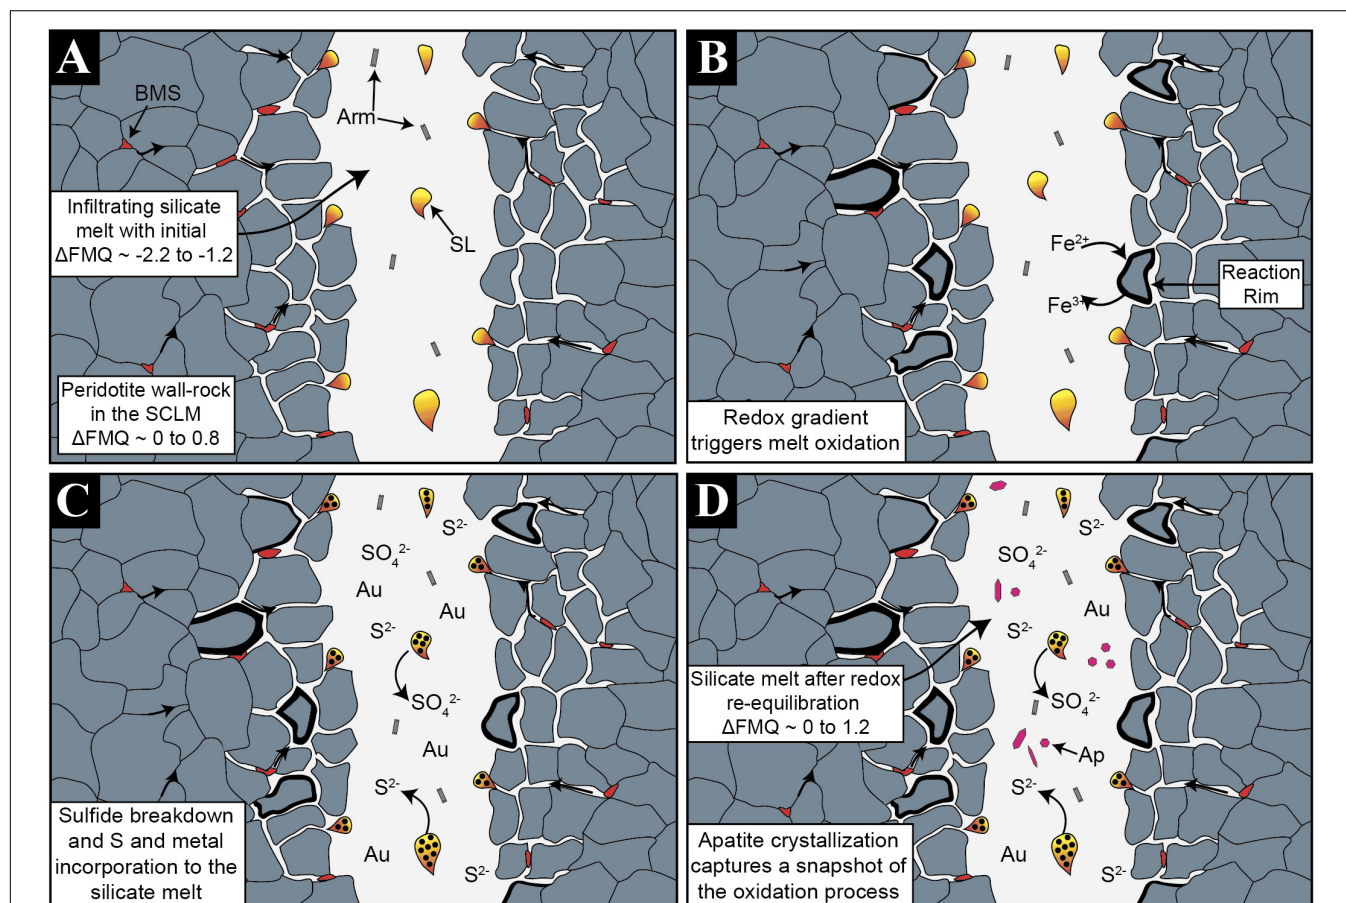 A
BMS
Arm
Infiltrating silicate
melt with initial
ΔFMQ ~ -2.2 to -1.2
SL
Peridotite wall-rock
in the SCLM
ΔFMQ ~ 0 to 0.8
B
Fe²⁺
Fe³⁺
Reaction
Rim
Redox gradient
triggers melt oxidation
C
S²⁻
SO₄²⁻
Au
Au
S²⁻
SO₄²⁻
Au
S²⁻
Au
S²⁻
Sulfide breakdown
and S and metal
incorporation to the
silicate melt
D
S²⁻
SO₄²⁻
Au
S²⁻
Silicate melt after redox
re-equilibration
ΔFMQ ~ 0 to 1.2
SO₄²⁻
Ap
S²⁻
Au
S²⁻
Apatite crystallization
captures a snapshot of
the oxidation process